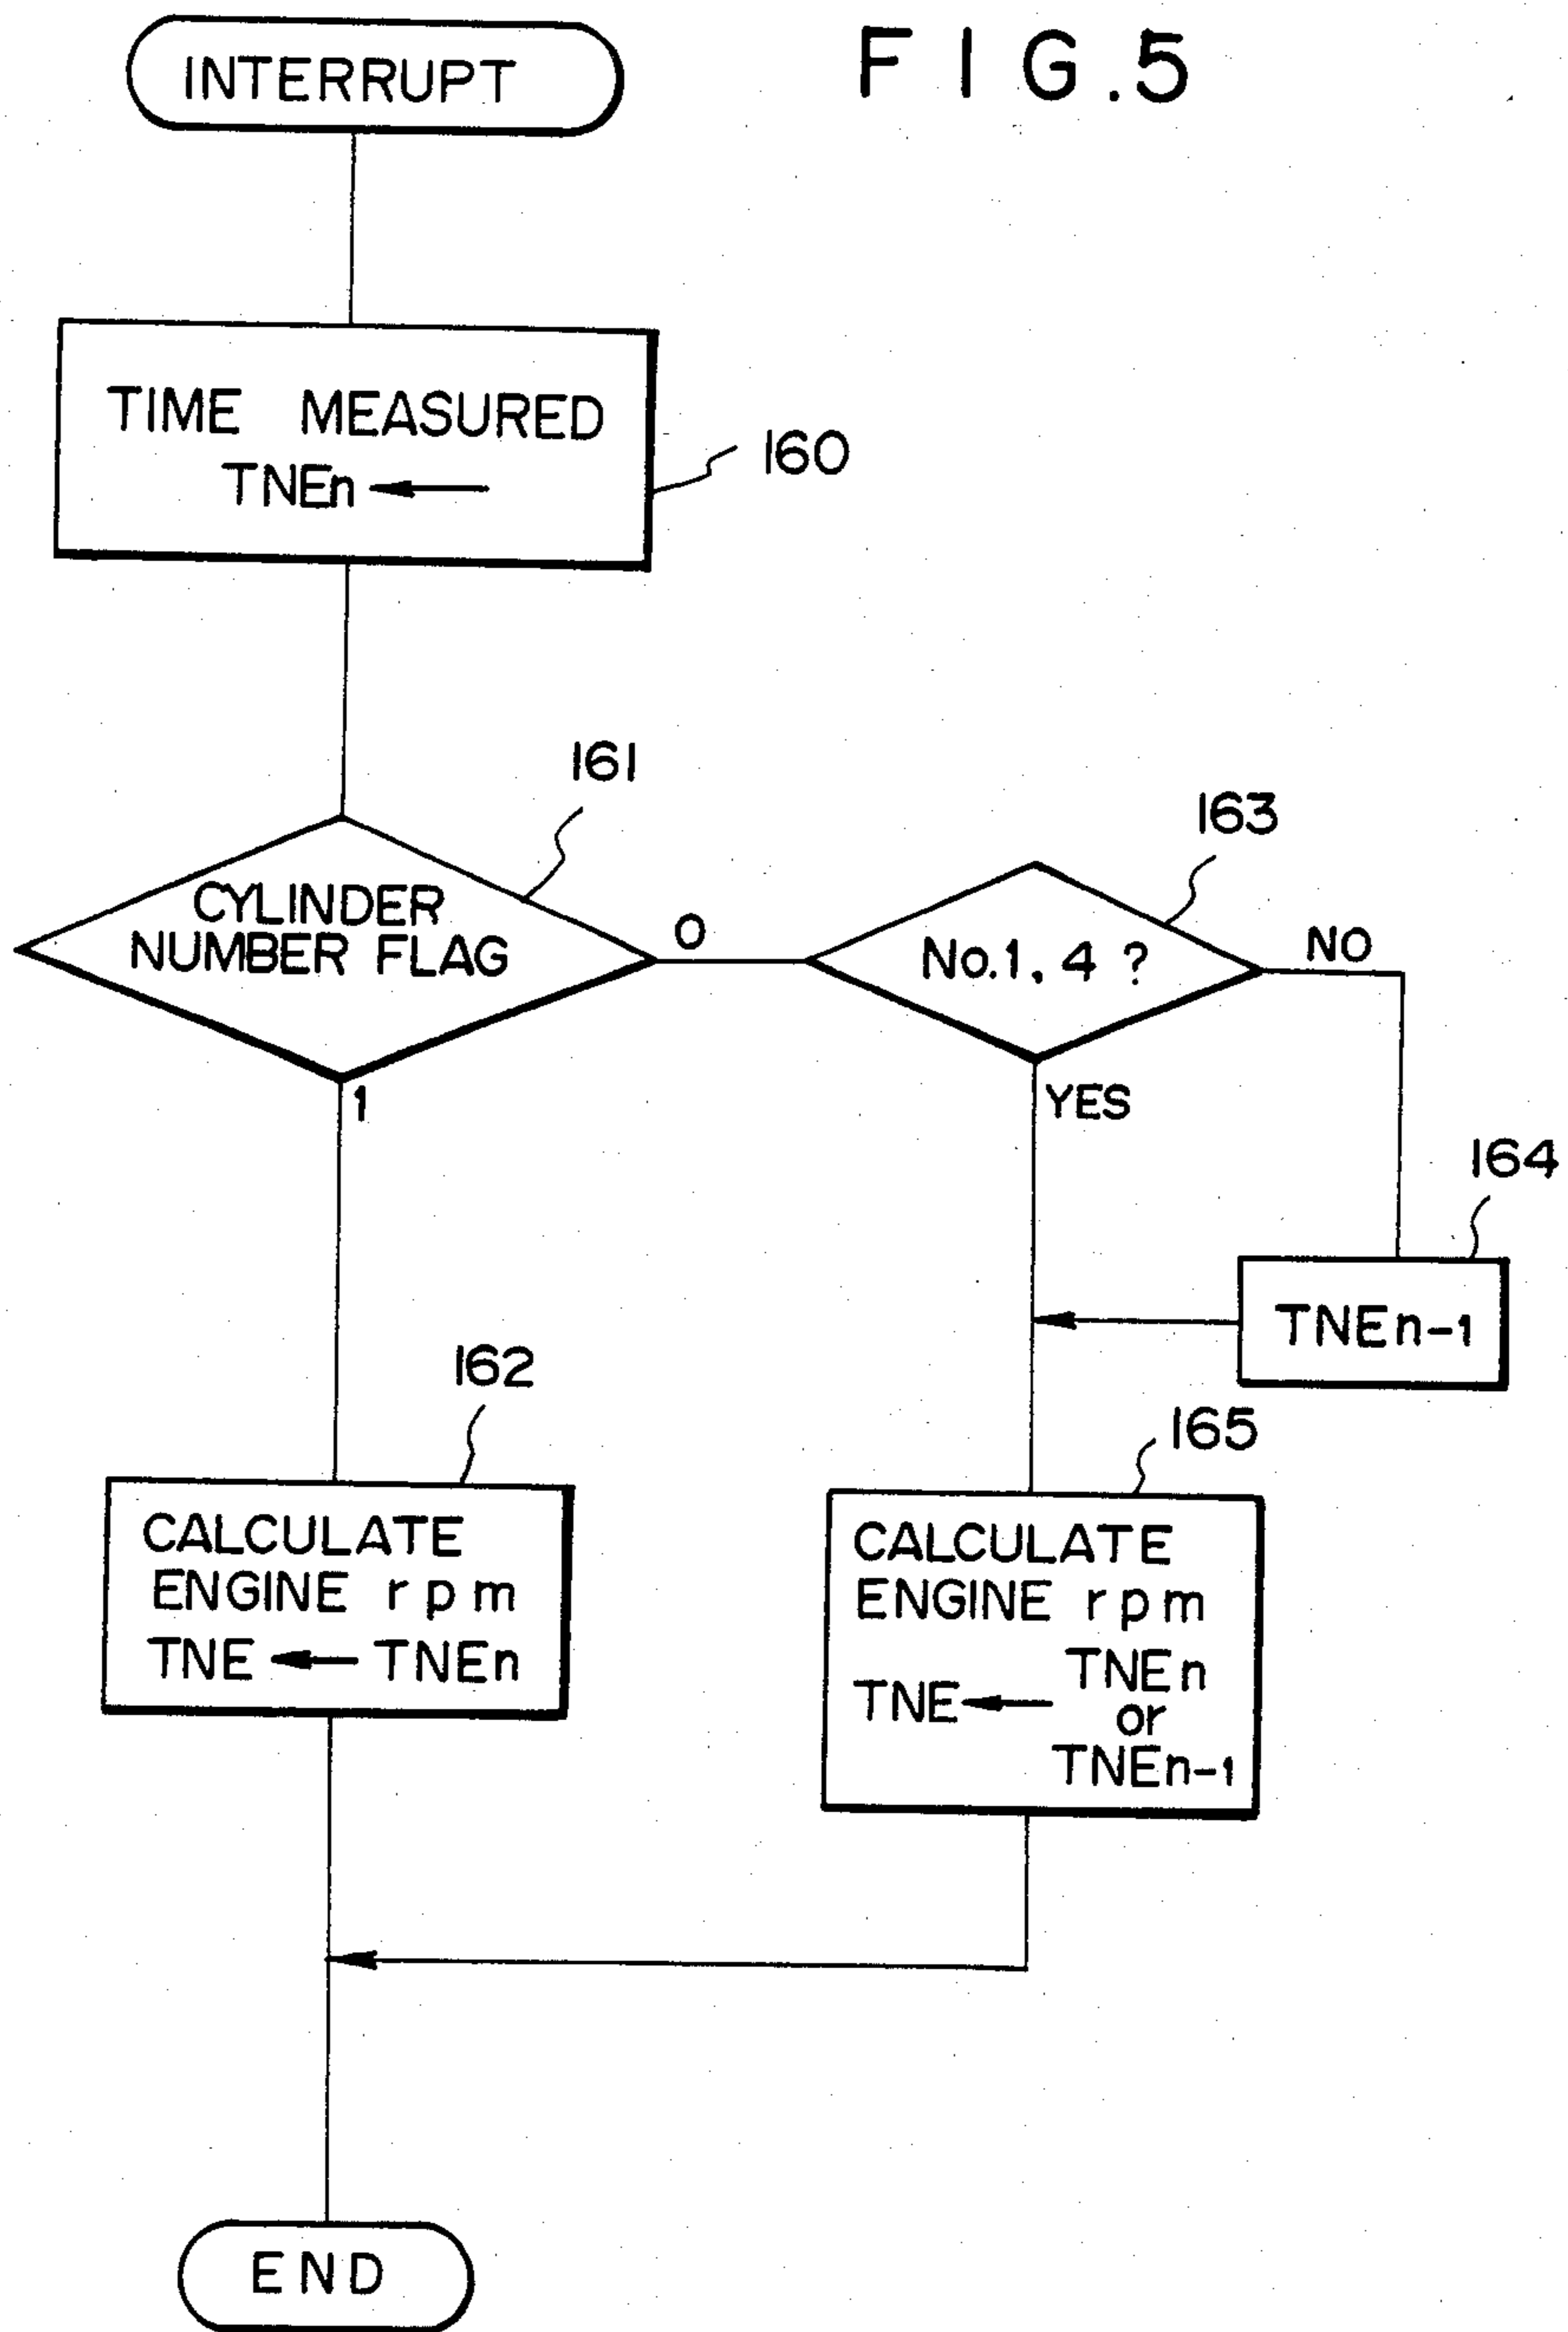 FIG.5
INTERRUPT
TIME MEASURED
TNEn ←
160
161
CYLINDER
NUMBER FLAG
0
1
163
No.1, 4 ?
NO
YES
164
TNEn-1
162
CALCULATE
ENGINE rpm
TNE ← TNEn
165
CALCULATE
ENGINE rpm
TNE ← TNEn
or
TNEn-1
END